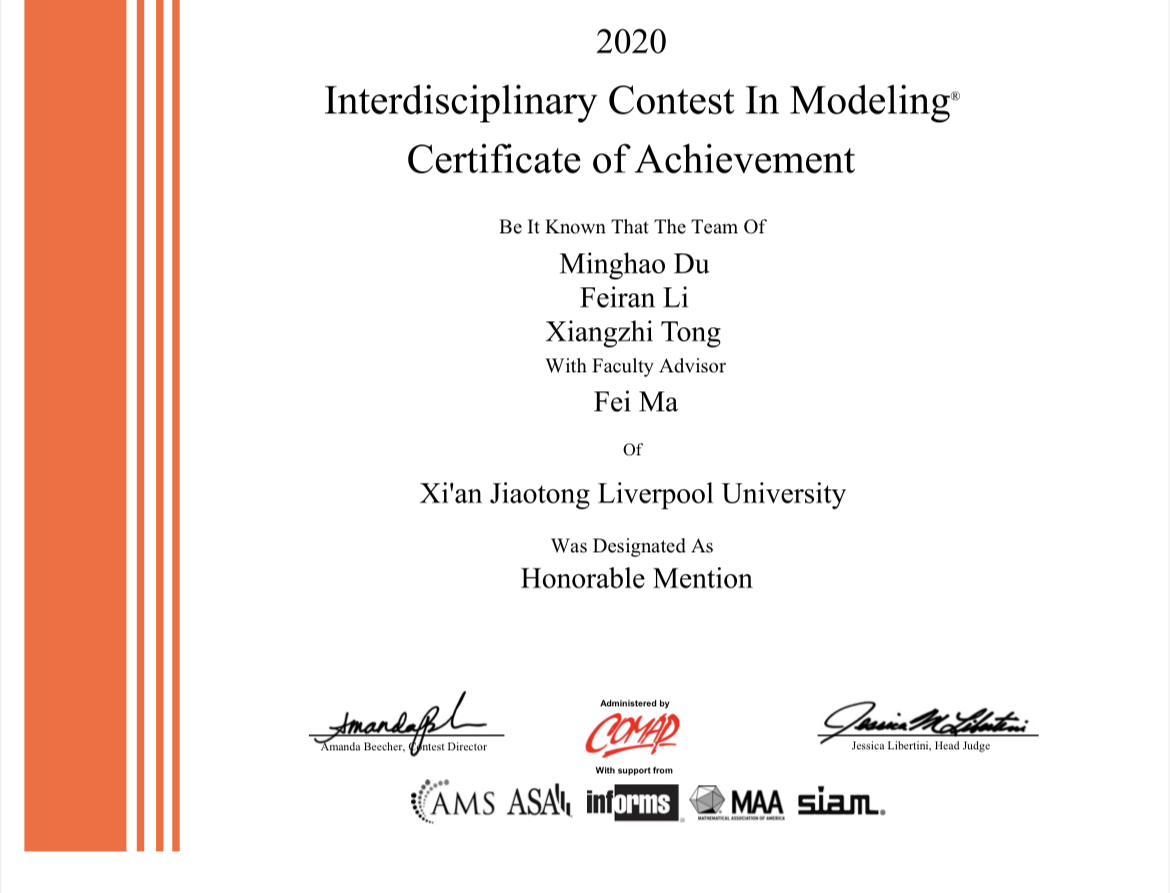 2020
Interdisciplinary Contest In Modeling®
Certificate of Achievement
Be It Known That The Team Of
Minghao Du
Feiran Li
Xiangzhi Tong
With Faculty Advisor
Fei Ma
Of
Xi'an Jiaotong Liverpool University
Was Designated As
Honorable Mention
Administered by
COMAP
Amanda Beecher, Contest Director
Jessica M Libertini
Jessica Libertini, Head Judge
With support from
AMS ASA informs MAA siam.
MATHEMATICAL ASSOCIATION OF AMERICA